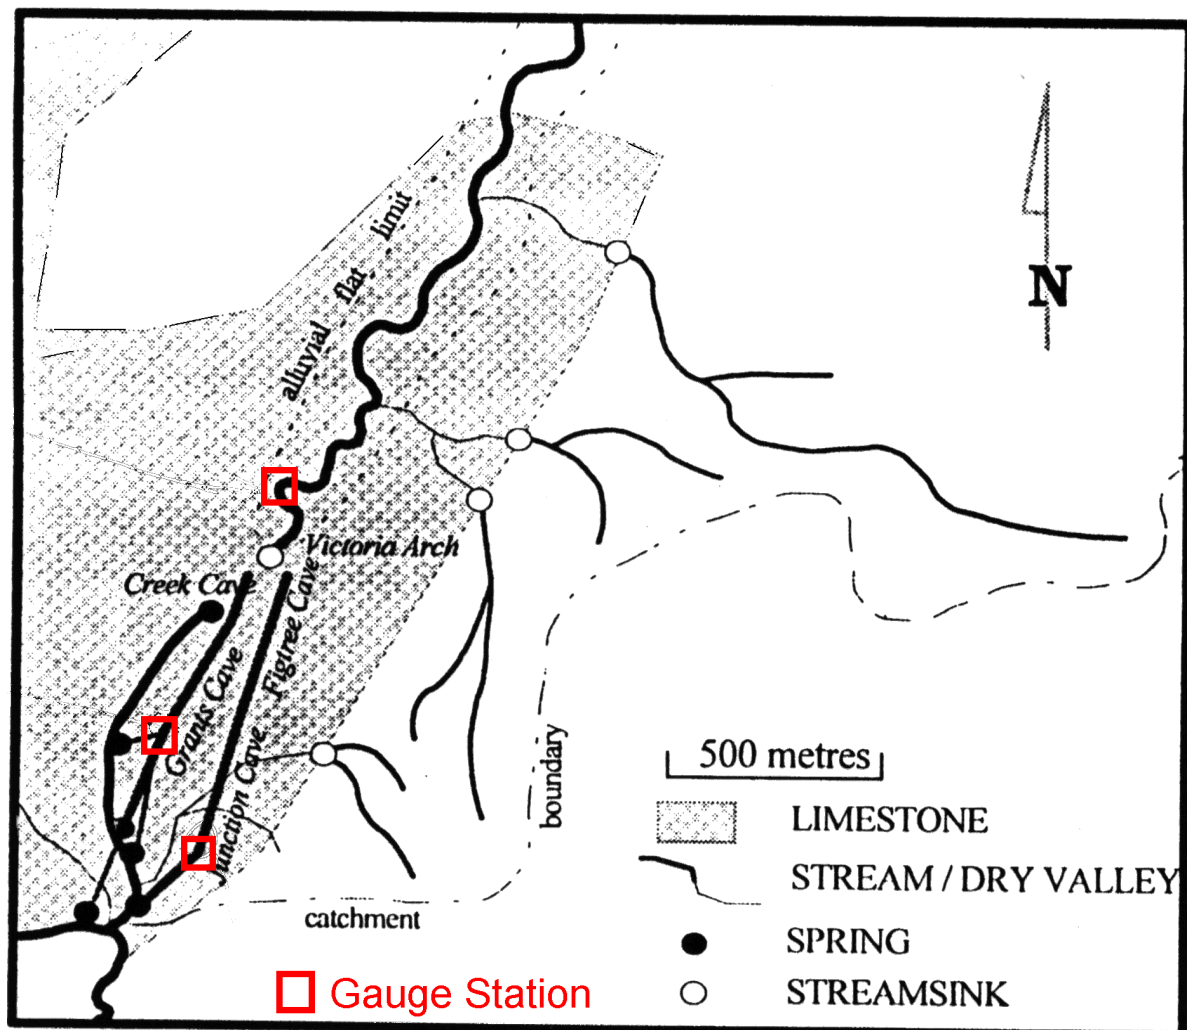 limit
flat
alluvial
Victoria Arch
Creek Cave
Figtree Cave
Grants Cave
Junction Cave
N
boundary
catchment
500 metres
LIMESTONE
STREAM / DRY VALLEY
SPRING
STREAMSINK
Gauge Station